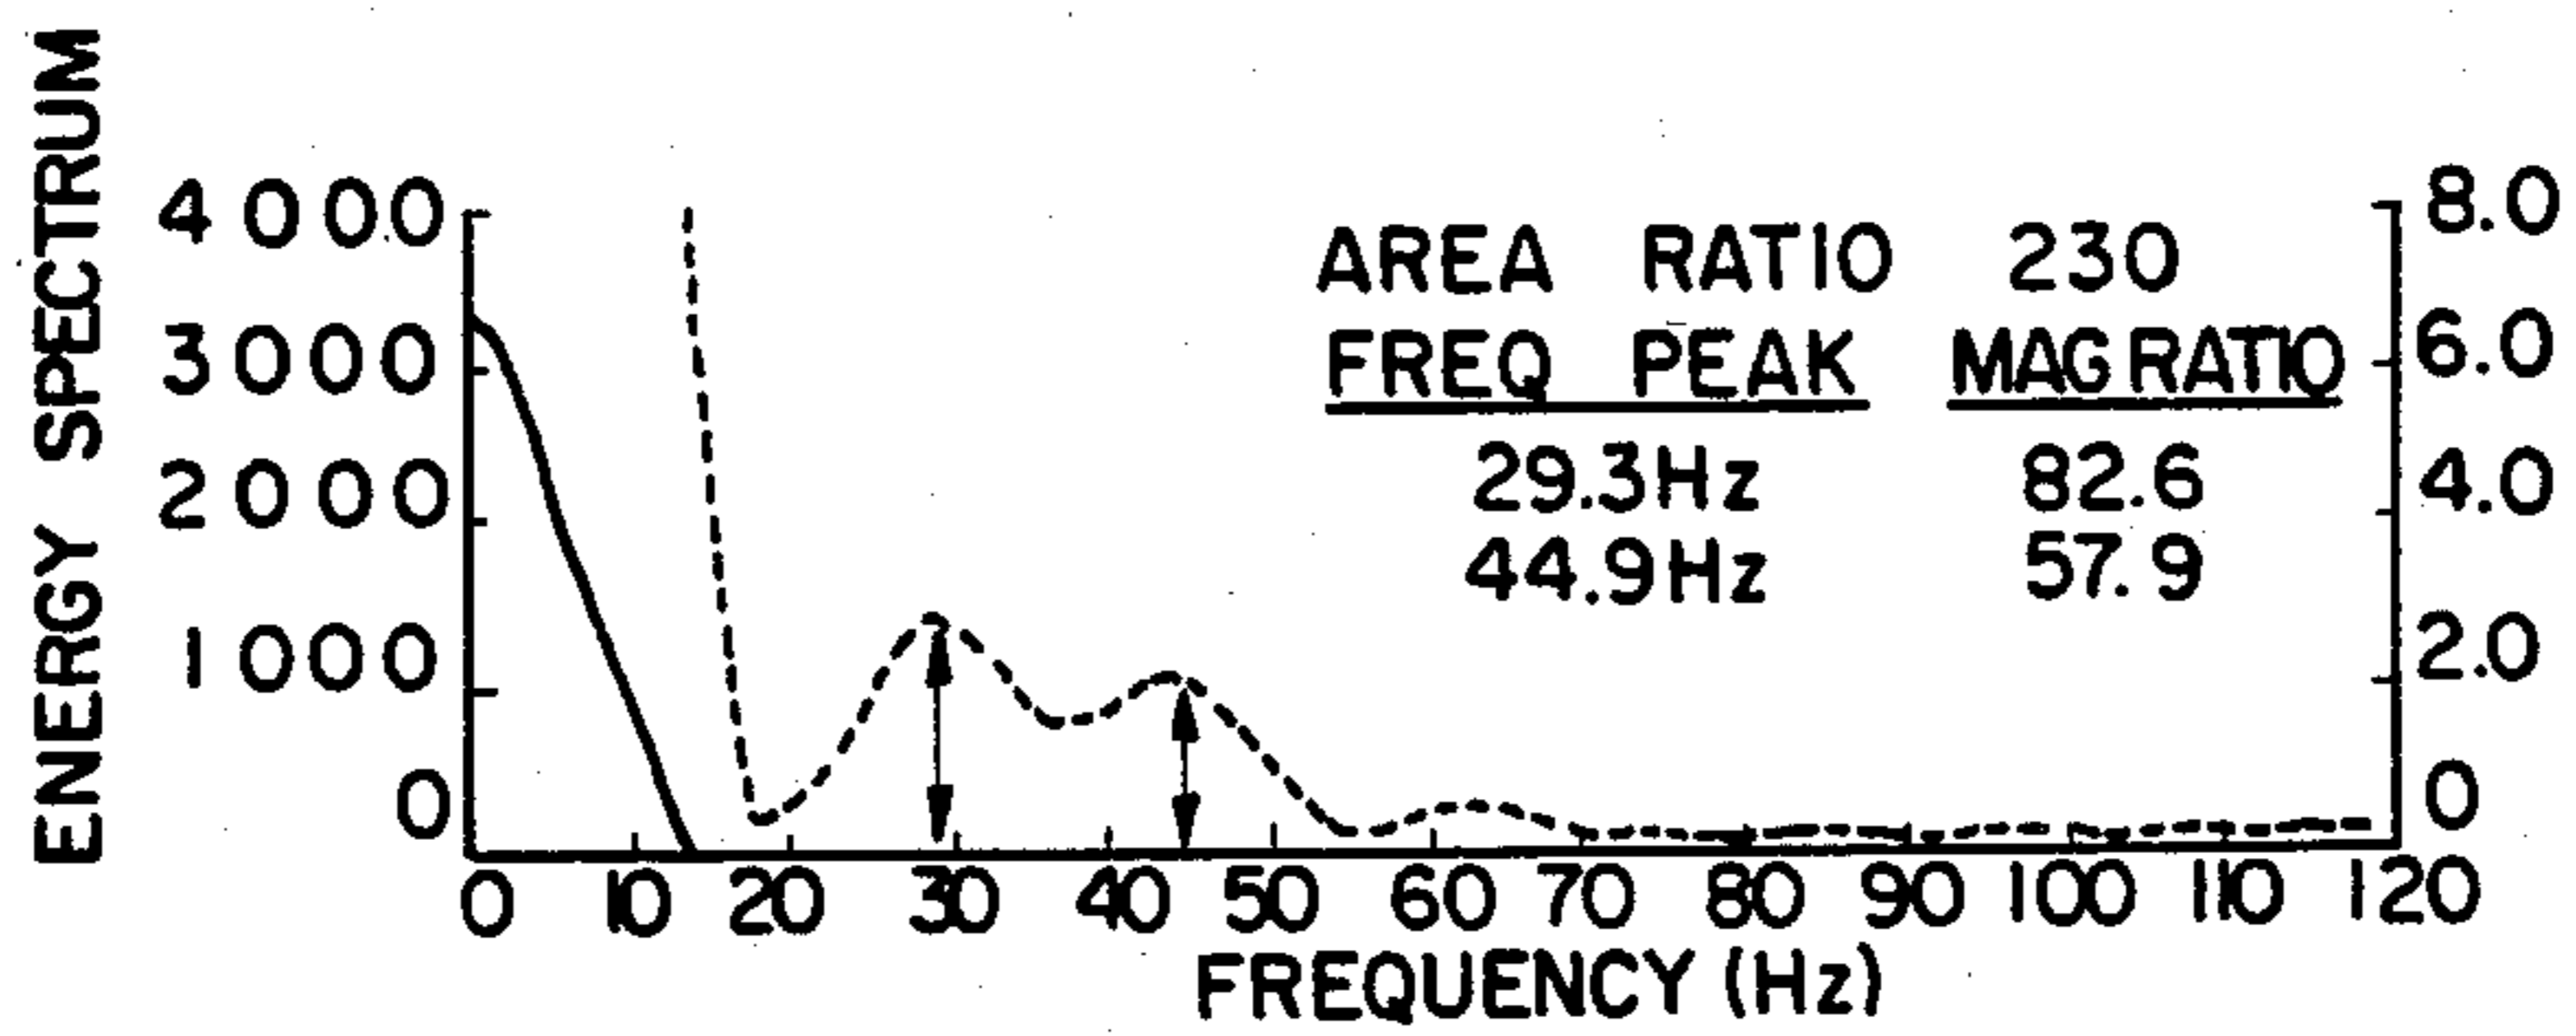 ENERGY SPECTRUM
4000
3000
2000
1000
0
AREA RATIO 230
FREQ PEAK MAG RATIO
29.3Hz 82.6
44.9Hz 57.9
8.0
6.0
4.0
2.0
0
0 10 20 30 40 50 60 70 80 90 100 110 120
FREQUENCY (Hz)